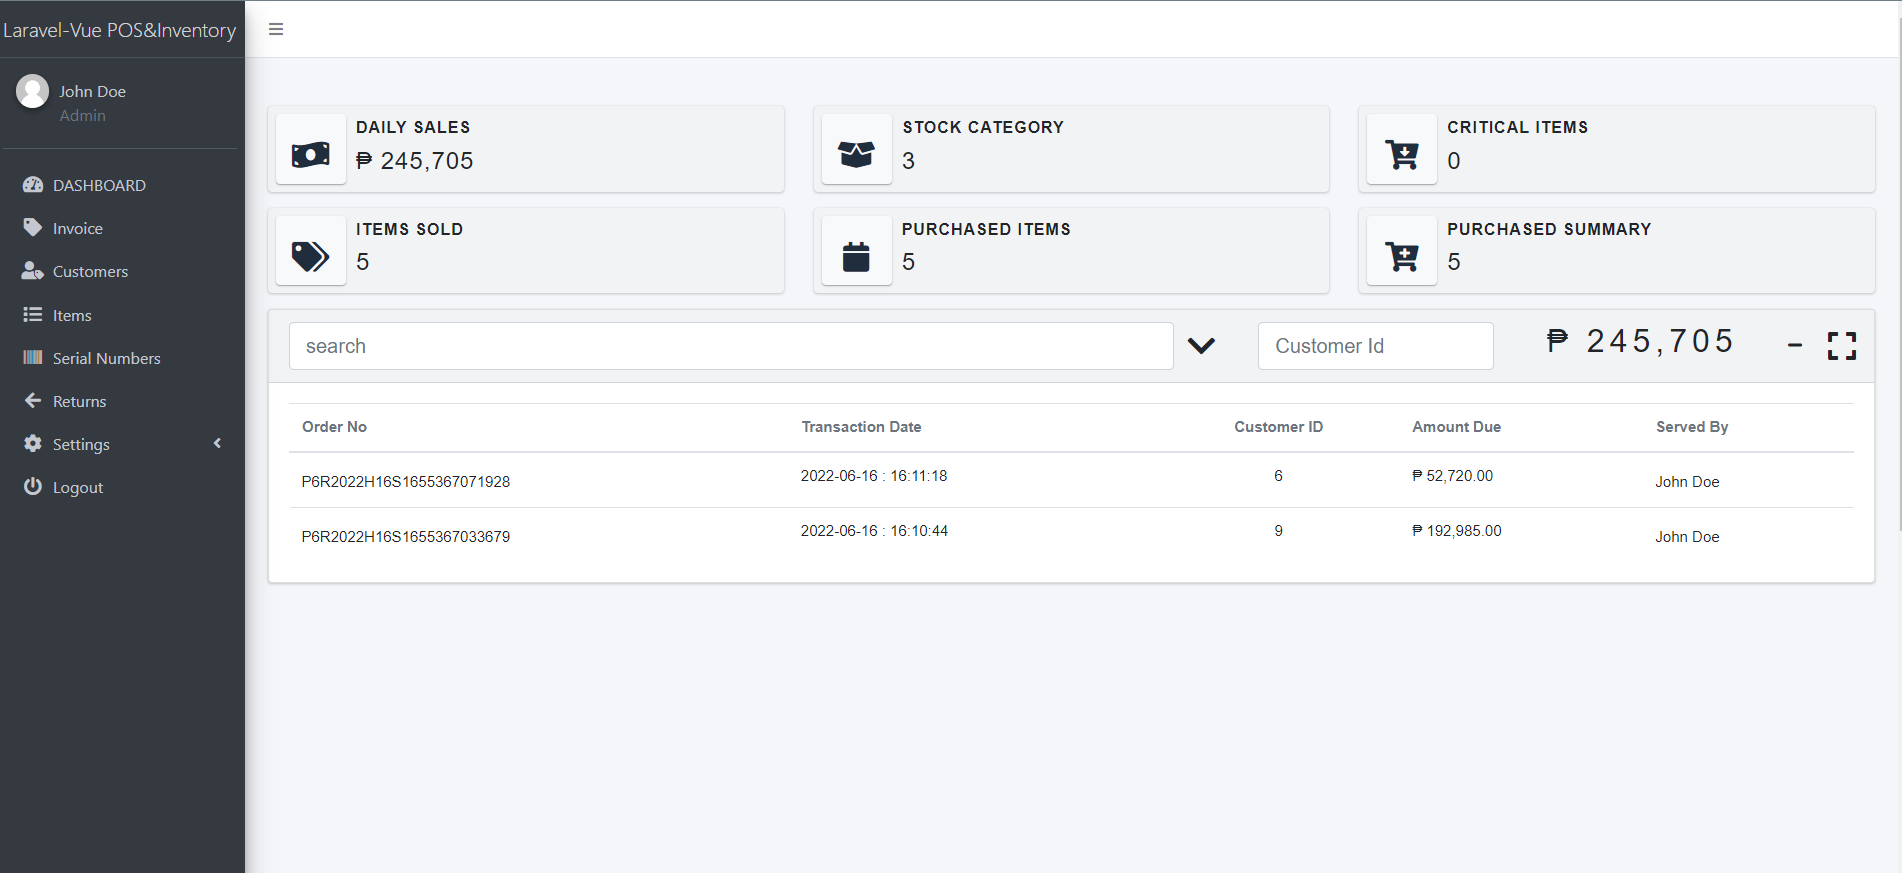 Laravel-Vue POS&Inventory
John Doe
Admin
DASHBOARD
Invoice
Customers
Items
Serial Numbers
Returns
Settings
Logout
DAILY SALES
₱ 245,705
STOCK CATEGORY
3
CRITICAL ITEMS
0
ITEMS SOLD
5
PURCHASED ITEMS
5
PURCHASED SUMMARY
5
search
Customer Id
₱ 245,705
Order No Transaction Date Customer ID Amount Due Served By
P6R2022H16S1655367071928 2022-06-16 : 16:11:18 6 ₱ 52,720.00 John Doe
P6R2022H16S1655367033679 2022-06-16 : 16:10:44 9 ₱ 192,985.00 John Doe